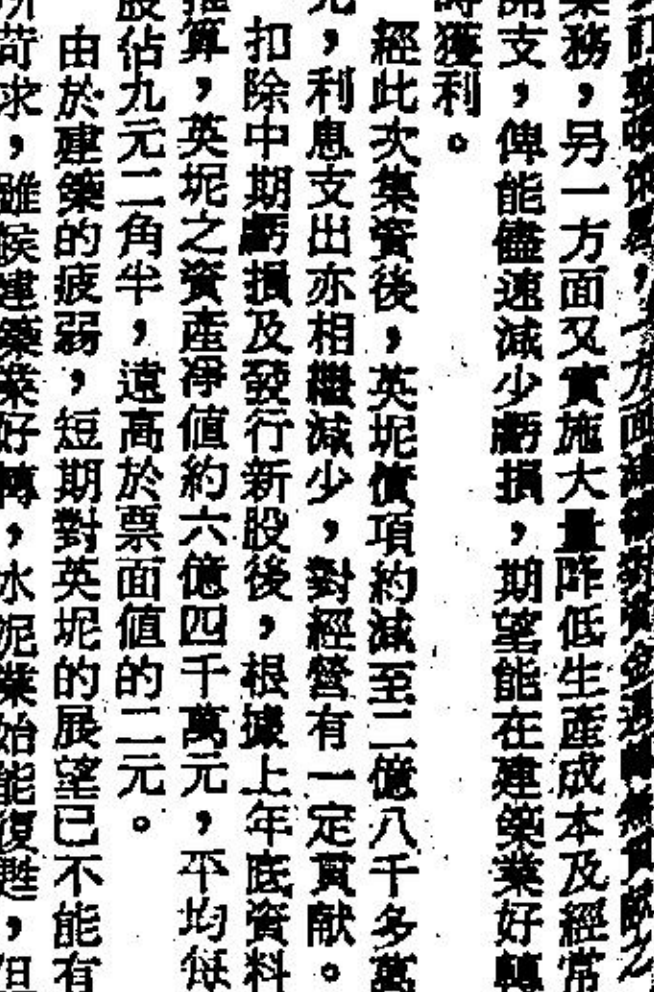 業務，另一方面又實施大量降低生產成本及經常
開支，俾能儘速減少虧損，期望能在建築業好轉
時獲利。
經此次集資後，英坭債項約減至二億八千多萬
元，利息支出亦相繼減少，對經營有一定貢献。
扣除中期虧損及發行新股後，根據上年底資料
推算，英坭之資產淨值約六億四千萬元，平均每
股佔九元二角半，遠高於票面值的二元。
由於建築的疲弱，短期對英坭的展望已不能有
所苛求，雖候建築業好轉，水泥業始能復甦，但